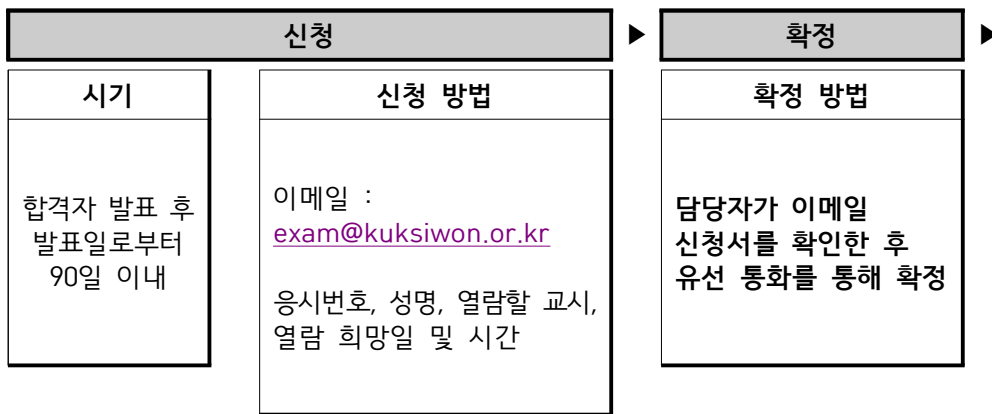 신청 ▶ 확정 ▶
시기
합격자 발표 후
발표일로부터
90일 이내
신청 방법
이메일 :
exam@kuksiwon.or.kr
응시번호, 성명, 열람할 교시,
열람 희망일 및 시간
확정 방법
담당자가 이메일
신청서를 확인한 후
유선 통화를 통해 확정